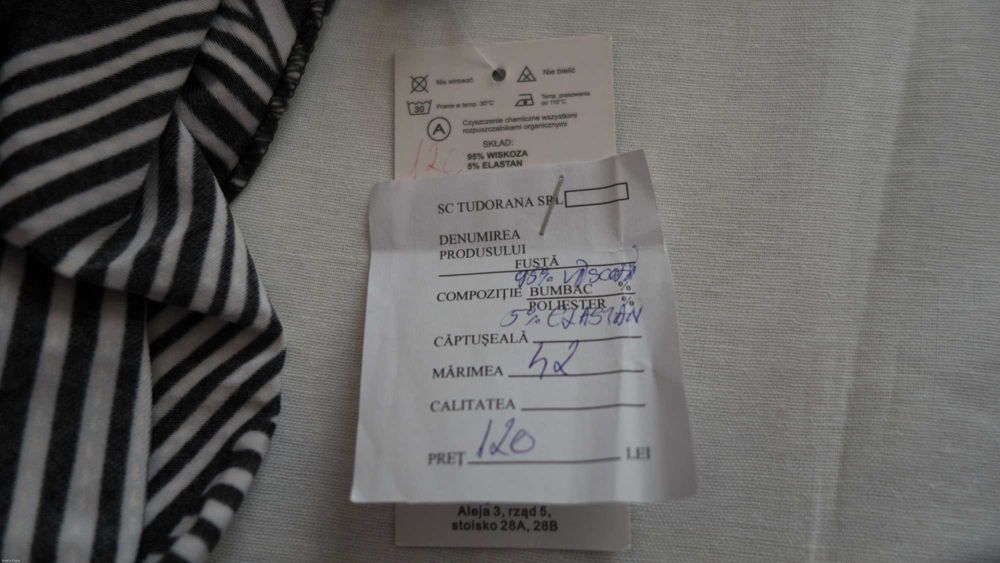 Nie wirować
Nie bielić
30
Pranie w temp. 30°C
Temp. prasowania
do 110°C
A
Czyszczenie chemiczne wszystkimi
rozpuszczalnikami organicznymi
SKŁAD:
95% WISKOZA
5% ELASTAN
120
SC TUDORANA SRL
DENUMIREA
PRODUSULUI
FUSTĂ
95% VISCOZĂ
COMPOZIȚIE BUMBAC %
POLIESTER %
5% ELASTAN
CĂPTUȘEALĂ
MĂRIMEA 42
CALITATEA
PREȚ 120 LEI
Aleja 3, rząd 5,
stoisko 28A, 28B